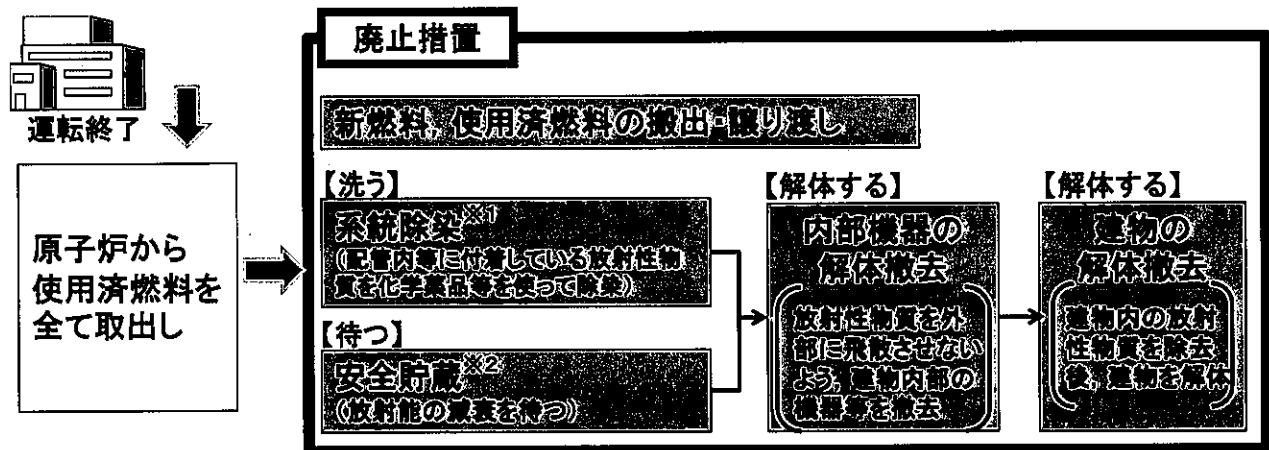 運転終了
原子炉から
使用済燃料を
全て取出し
廃止措置
新燃料，使用済燃料の搬出・譲り渡し
【洗う】
系統除染※1
（配管内等に付着している放射性物
質を化学薬品等を使って除染）
【待つ】
安全貯蔵※2
（放射能の減衰を待つ）
【解体する】
内部機器の
解体撤去
放射性物質を外
部に飛散させない
よう，建物内部の
機器等を撤去
【解体する】
建物の
解体撤去
建物内の放射
性物質を除去
後，建物を解体